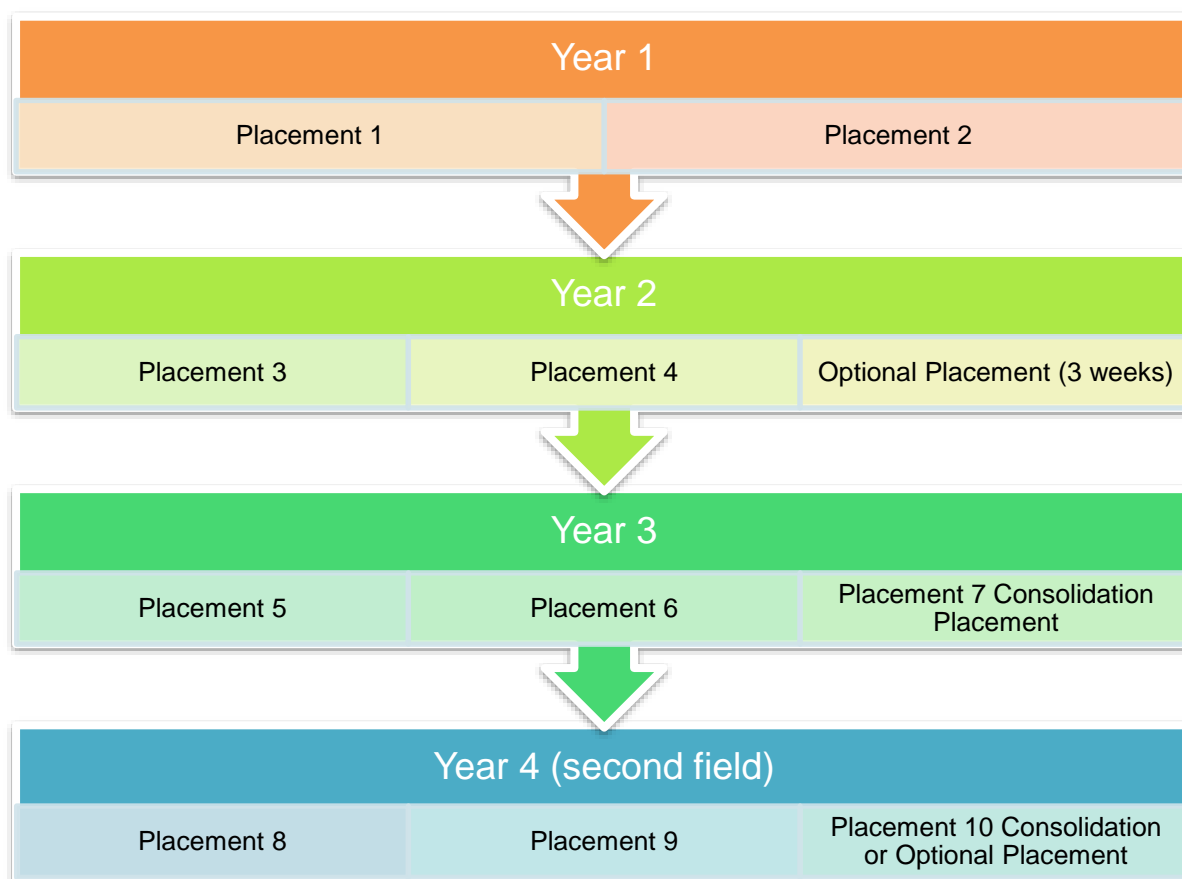 Year 1
Placement 1
Placement 2
Year 2
Placement 3
Placement 4
Optional Placement (3 weeks)
Year 3
Placement 5
Placement 6
Placement 7 Consolidation
Placement
Year 4 (second field)
Placement 8
Placement 9
Placement 10 Consolidation
or Optional Placement